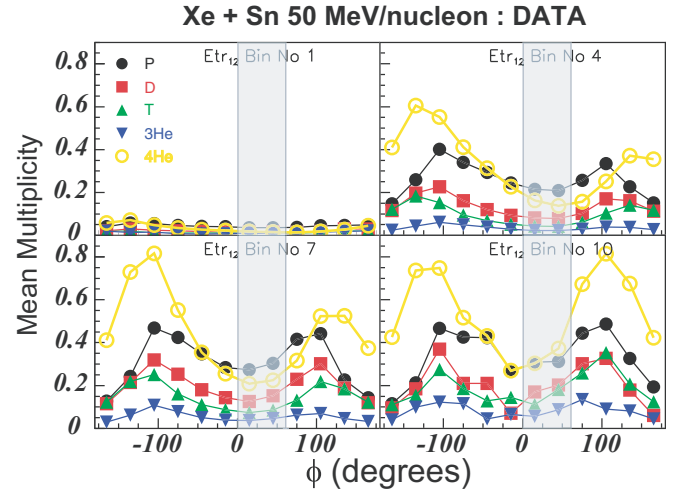 Xe + Sn 50 MeV/nucleon : DATA
Etr12 Bin No 1
Etr12 Bin No 4
P
D
T
3He
4He
0.8
0.6
0.4
0.2
0
Etr12 Bin No 7
Etr12 Bin No 10
0.8
0.6
0.4
0.2
0
Mean Multiplicity
-100 0 100
-100 0 100
ϕ (degrees)